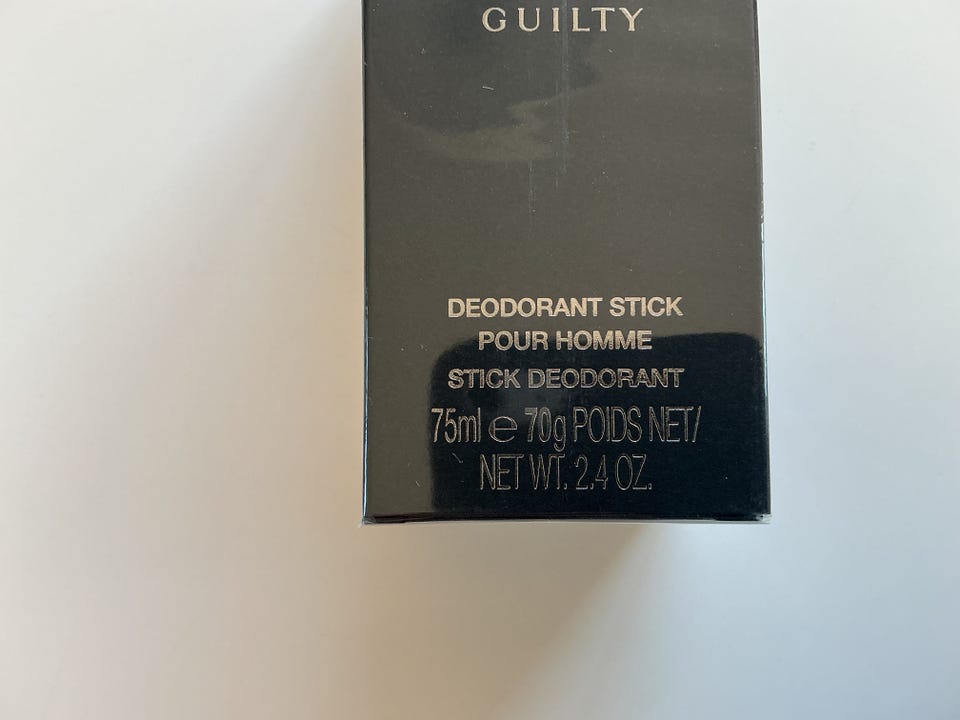 GUILTY
DEODORANT STICK
POUR HOMME
STICK DEODORANT
75ml ℮ 70g POIDS NET/
NET WT. 2.4 OZ.